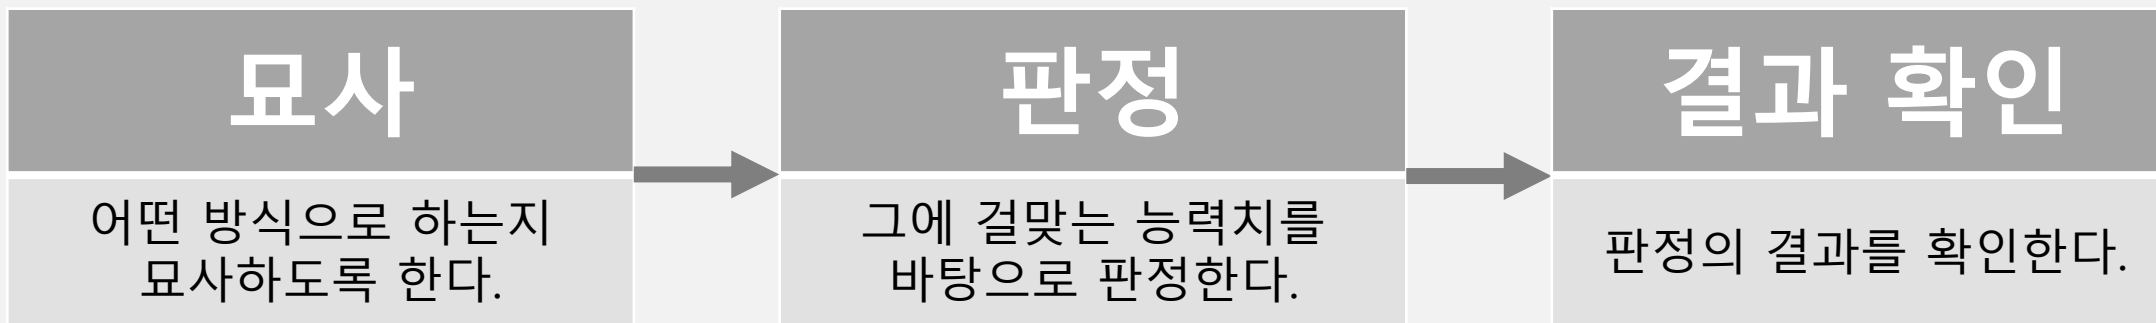 묘사
어떤 방식으로 하는지
묘사하도록 한다.
판정
그에 걸맞는 능력치를
바탕으로 판정한다.
결과 확인
판정의 결과를 확인한다.